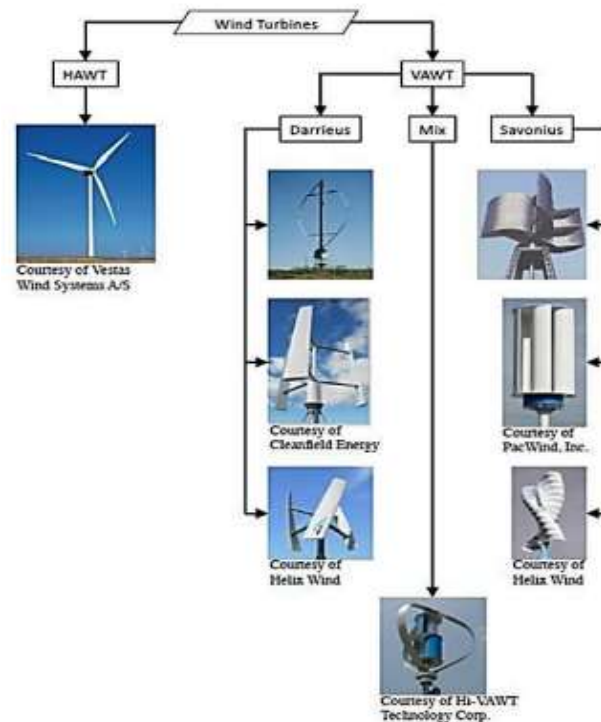 Wind Turbines
HAWT
VAWT
Darrieus
Mix
Savonius
Courtesy of Vestas
Wind Systems A/S
Courtesy of
Cleanfield Energy
Courtesy of
PacWind, Inc.
Courtesy of
Helix Wind
Courtesy of
Helix Wind
Courtesy of Hi-VAWT
Technology Corp.